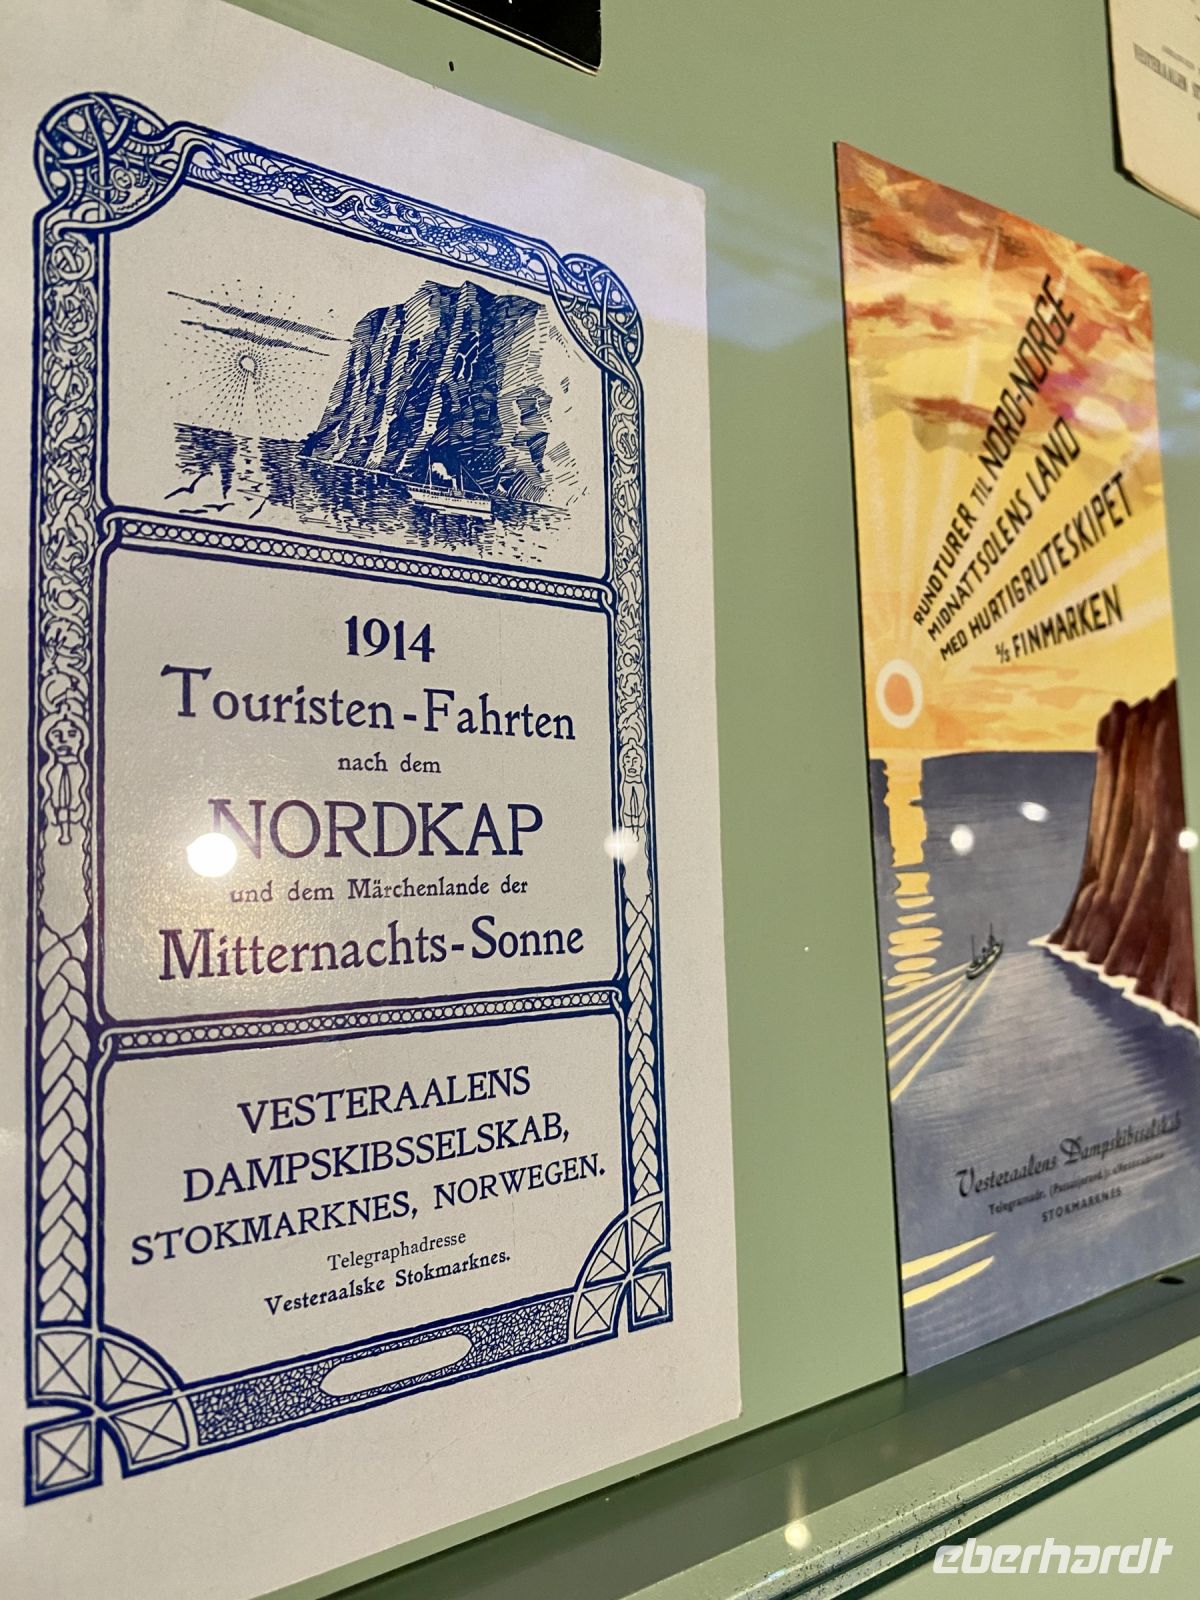 1914
Touristen-Fahrten
nach dem
NORDKAP
und dem Märchenlande der
Mitternachts-Sonne
VESTERAALENS
DAMPSKIBSSELSKAB,
STOKMARKNES, NORWEGEN.
Telegraphadresse
Vesteraalske Stokmarknes.
RUNDTURER TIL NORD-NORGE
MIDNATTSOLENS LAND
MED HURTIGRUTESKIPET
S/S FINMARKEN
Vesteraalens Dampskibsselskab
STOKMARKNES
VESTERAALEN
eberhardt